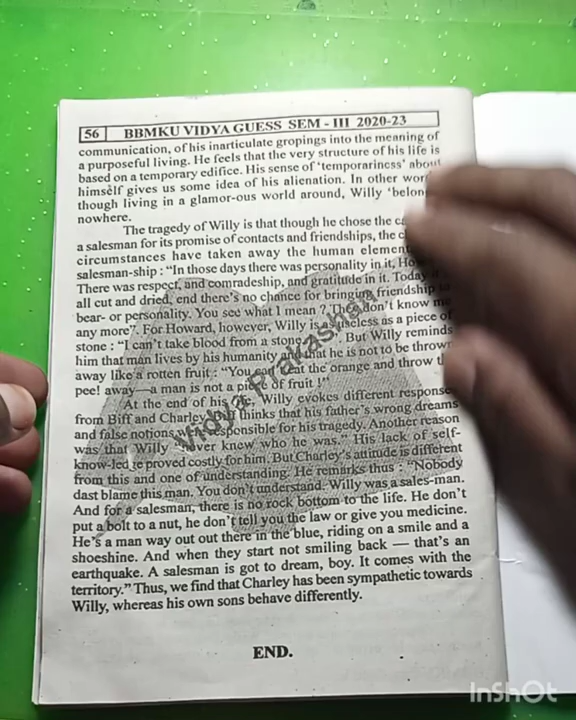 56 BBMKU VIDYA GUESS SEM - III 2020-23
communication, of his inarticulate gropings into the meaning of
a purposeful living. He feels that the very structure of his life is
based on a temporary edifice. His sense of ‘temporariness’ about
himself gives us some idea of his alienation. In other
though living in a glamor-ous world around, Willy ‘belon
nowhere.
The tragedy of Willy is that though he chose the
a salesman for its promise of contacts and friendships, the
circumstances have taken away the human element
salesman-ship : “In those days there was personality in it,
There was respect, and comradeship, and gratitude in it. Today
all cut and dried, end there's no chance for bringing friendship to
bear- or personality. You see what I mean ? They don't know me
any more”. For Howard, however, Willy is as useless as a piece of
stone : “I can't take blood from a stone”. But Willy reminds
him that man lives by his humanity and that he is not to be thrown
away like a rotten fruit : “You can't eat the orange and throw the
pee! away—a man is not a piece of fruit !”
At the end of his Willy evokes different response
from Biff and Charley. Biff thinks that his father's wrong dreams
and false notions responsible for his tragedy. Another reason
was that Willy “never knew who he was.” His lack of self-
know-led ge proved costly for him. But Charley's attitude is different
from this and one of understanding. He remarks thus : “Nobody
dast blame this man. You don't understand. Willy was a sales-man.
And for a salesman, there is no rock bottom to the life. He don't
put a bolt to a nut, he don't tell you the law or give you medicine.
He's a man way out out there in the blue, riding on a smile and a
shoeshine. And when they start not smiling back — that's an
earthquake. A salesman is got to dream, boy. It comes with the
territory.” Thus, we find that Charley has been sympathetic towards
Willy, whereas his own sons behave differently.
END.
Vidya Prakashan
InShOt